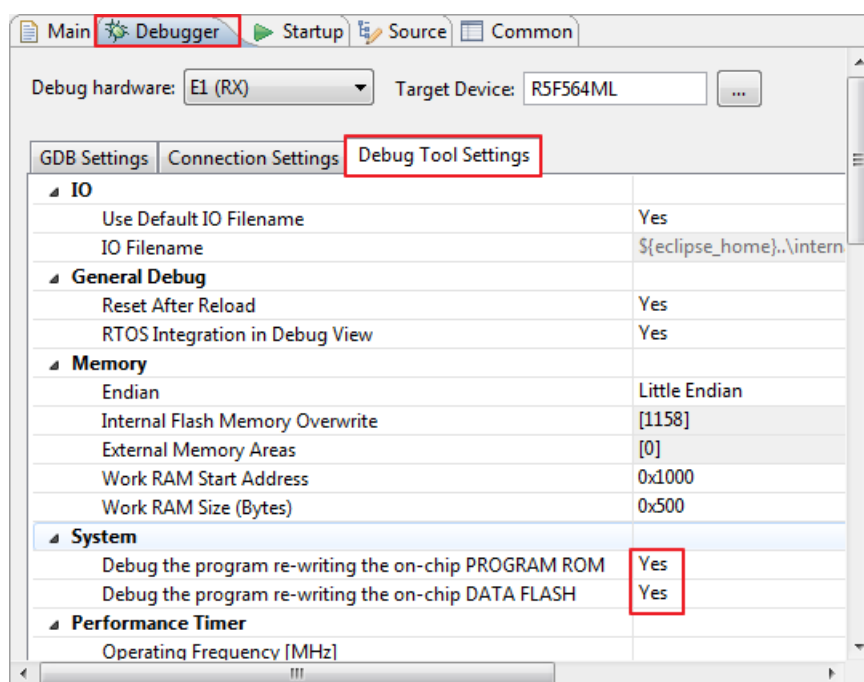 Main Debugger Startup Source Common
Debug hardware: E1 (RX) Target Device: R5F564ML ...
GDB Settings Connection Settings Debug Tool Settings
IO
Use Default IO Filename Yes
IO Filename ${eclipse_home}..\intern
General Debug
Reset After Reload Yes
RTOS Integration in Debug View Yes
Memory
Endian Little Endian
Internal Flash Memory Overwrite [1158]
External Memory Areas [0]
Work RAM Start Address 0x1000
Work RAM Size (Bytes) 0x500
System
Debug the program re-writing the on-chip PROGRAM ROM Yes
Debug the program re-writing the on-chip DATA FLASH Yes
Performance Timer
Operating Frequency [MHz]